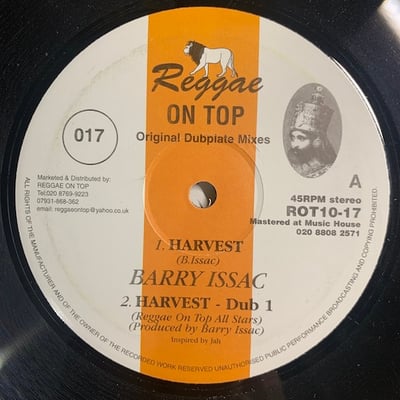 Reggae
ON TOP
Original Dubplate Mixes
017
Marketed & Distributed by:
REGGAE ON TOP
Tel: 020 8769-9223
07931-868-362
email: reggaeontop@yahoo.co.uk
A
45RPM stereo
ROT10-17
Mastered at Music House
020 8808 2571
1. HARVEST
(B.Issac)
BARRY ISSAC
2. HARVEST - Dub 1
(Reggae On Top All Stars)
(Produced by Barry Issac)
Inspired by Jah
ALL RIGHTS OF THE MANUFACTURER AND OF THE OWNER OF THE RECORDED WORK RESERVED UNAUTHORISED PUBLIC PERFORMANCE BROADCASTING AND COPYING PROHIBITED.